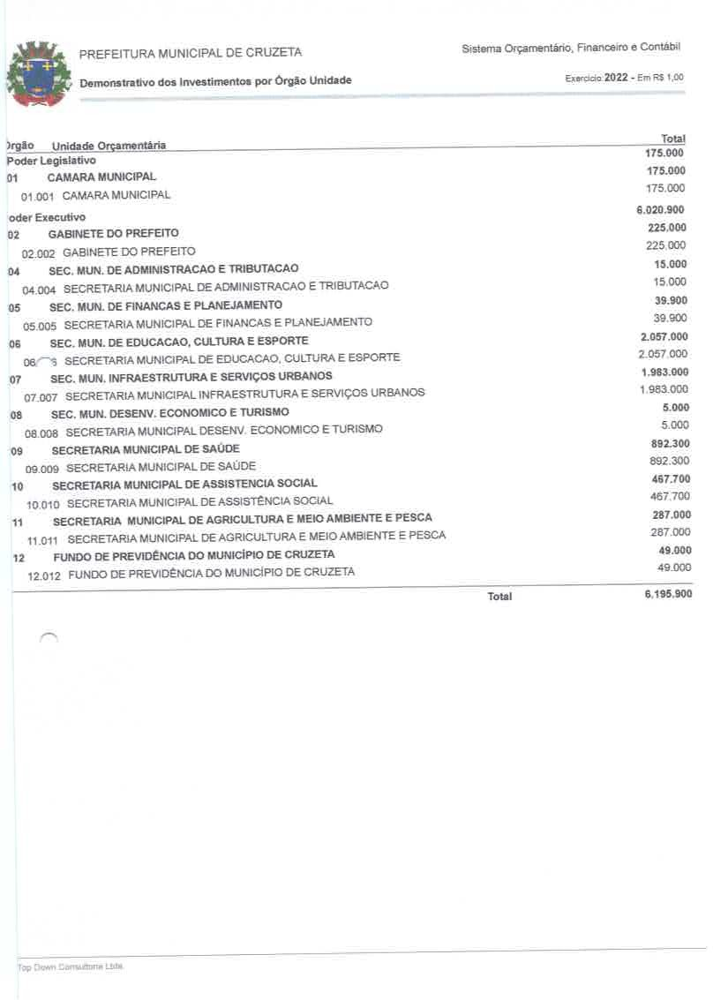 PREFEITURA MUNICIPAL DE CRUZETA
Sistema Orçamentário, Financeiro e Contábil
Demonstrativo dos Investimentos por Órgão Unidade
Exercício: 2022 - Em R$ 1,00
Órgão Unidade Orçamentária Total
Poder Legislativo 175.000
01 CAMARA MUNICIPAL 175.000
01.001 CAMARA MUNICIPAL 175.000
oder Executivo 6.020.900
02 GABINETE DO PREFEITO 225.000
02.002 GABINETE DO PREFEITO 225.000
04 SEC. MUN. DE ADMINISTRACAO E TRIBUTACAO 15.000
04.004 SECRETARIA MUNICIPAL DE ADMINISTRACAO E TRIBUTACAO 15.000
05 SEC. MUN. DE FINANCAS E PLANEJAMENTO 39.900
05.005 SECRETARIA MUNICIPAL DE FINANCAS E PLANEJAMENTO 39.900
06 SEC. MUN. DE EDUCACAO, CULTURA E ESPORTE 2.057.000
06 SECRETARIA MUNICIPAL DE EDUCACAO, CULTURA E ESPORTE 2.057.000
07 SEC. MUN. INFRAESTRUTURA E SERVIÇOS URBANOS 1.983.000
07.007 SECRETARIA MUNICIPAL INFRAESTRUTURA E SERVIÇOS URBANOS 1.983.000
08 SEC. MUN. DESENV. ECONOMICO E TURISMO 5.000
08.008 SECRETARIA MUNICIPAL DESENV. ECONOMICO E TURISMO 5.000
09 SECRETARIA MUNICIPAL DE SAÚDE 892.300
09.009 SECRETARIA MUNICIPAL DE SAÚDE 892.300
10 SECRETARIA MUNICIPAL DE ASSISTENCIA SOCIAL 467.700
10.010 SECRETARIA MUNICIPAL DE ASSISTÊNCIA SOCIAL 467.700
11 SECRETARIA MUNICIPAL DE AGRICULTURA E MEIO AMBIENTE E PESCA 287.000
11.011 SECRETARIA MUNICIPAL DE AGRICULTURA E MEIO AMBIENTE E PESCA 287.000
12 FUNDO DE PREVIDÊNCIA DO MUNICÍPIO DE CRUZETA 49.000
12.012 FUNDO DE PREVIDÊNCIA DO MUNICÍPIO DE CRUZETA 49.000
Total 6.195.900
Top Down Consultoria Ltda.